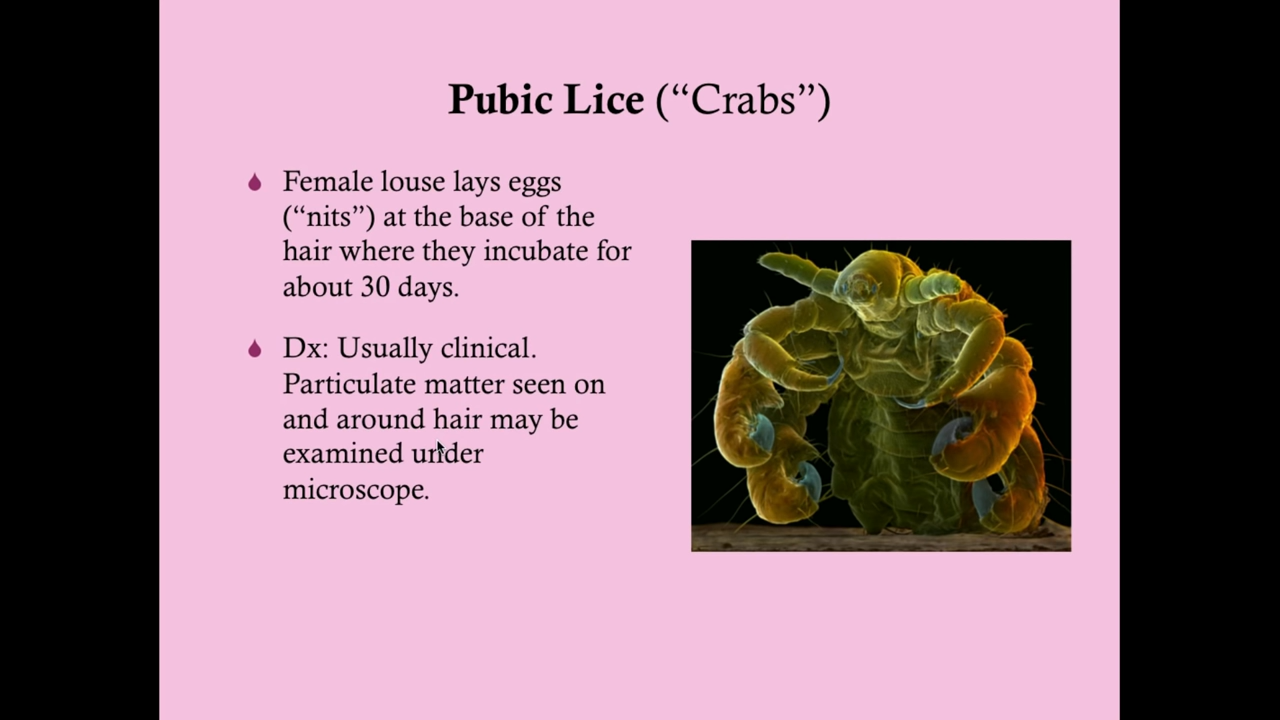 Pubic Lice (“Crabs”)
Female louse lays eggs
(“nits”) at the base of the
hair where they incubate for
about 30 days.
Dx: Usually clinical.
Particulate matter seen on
and around hair may be
examined under
microscope.